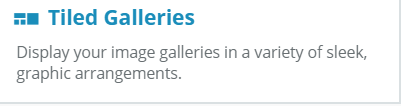 Tiled Galleries
Display your image galleries in a variety of sleek,
graphic arrangements.